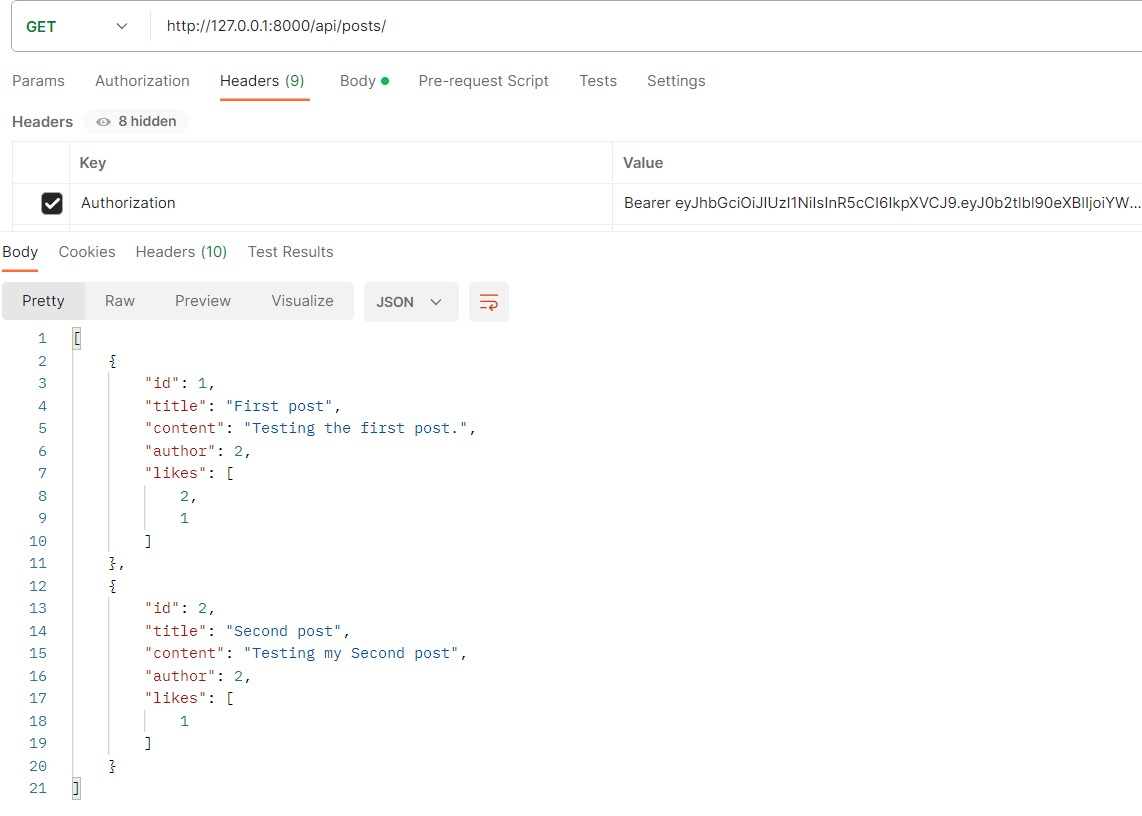 GET http://127.0.0.1:8000/api/posts/
Params Authorization Headers (9) Body Pre-request Script Tests Settings
Headers 8 hidden
Key Value
Authorization Bearer eyJhbGciOiJIUzI1NiIsInR5cCI6IkpXVCJ9.eyJ0b2tlbl90eXBlIjoiYW...
Body Cookies Headers (10) Test Results
Pretty Raw Preview Visualize JSON
1 [
2 {
3 "id": 1,
4 "title": "First post",
5 "content": "Testing the first post.",
6 "author": 2,
7 "likes": [
8 2,
9 1
10 ]
11 },
12 {
13 "id": 2,
14 "title": "Second post",
15 "content": "Testing my Second post",
16 "author": 2,
17 "likes": [
18 1
19 ]
20 }
21 ]